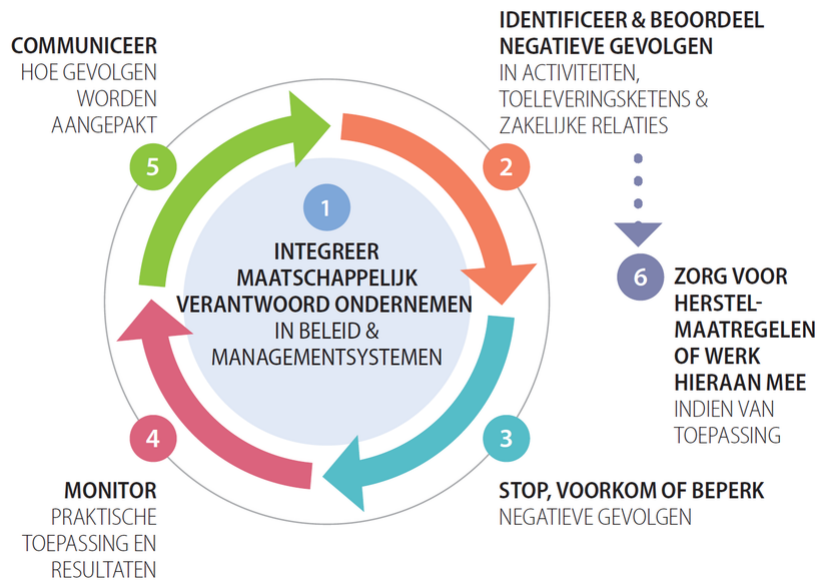 1
INTEGREER
MAATSCHAPPELIJK
VERANTWOORD ONDERNEMEN
IN BELEID &
MANAGEMENTSYSTEMEN
2
IDENTIFICEER & BEOORDEEL
NEGATIEVE GEVOLGEN
IN ACTIVITEITEN,
TOELEVERINGSKETENS &
ZAKELIJKE RELATIES
3
STOP, VOORKOM OF BEPERK
NEGATIEVE GEVOLGEN
4
MONITOR
PRAKTISCHE
TOEPASSING EN
RESULTATEN
5
COMMUNICEER
HOE GEVOLGEN
WORDEN
AANGEPAKT
6
ZORG VOOR
HERSTEL-
MAATREGELEN
OF WERK
HIERAAN MEE
INDIEN VAN
TOEPASSING